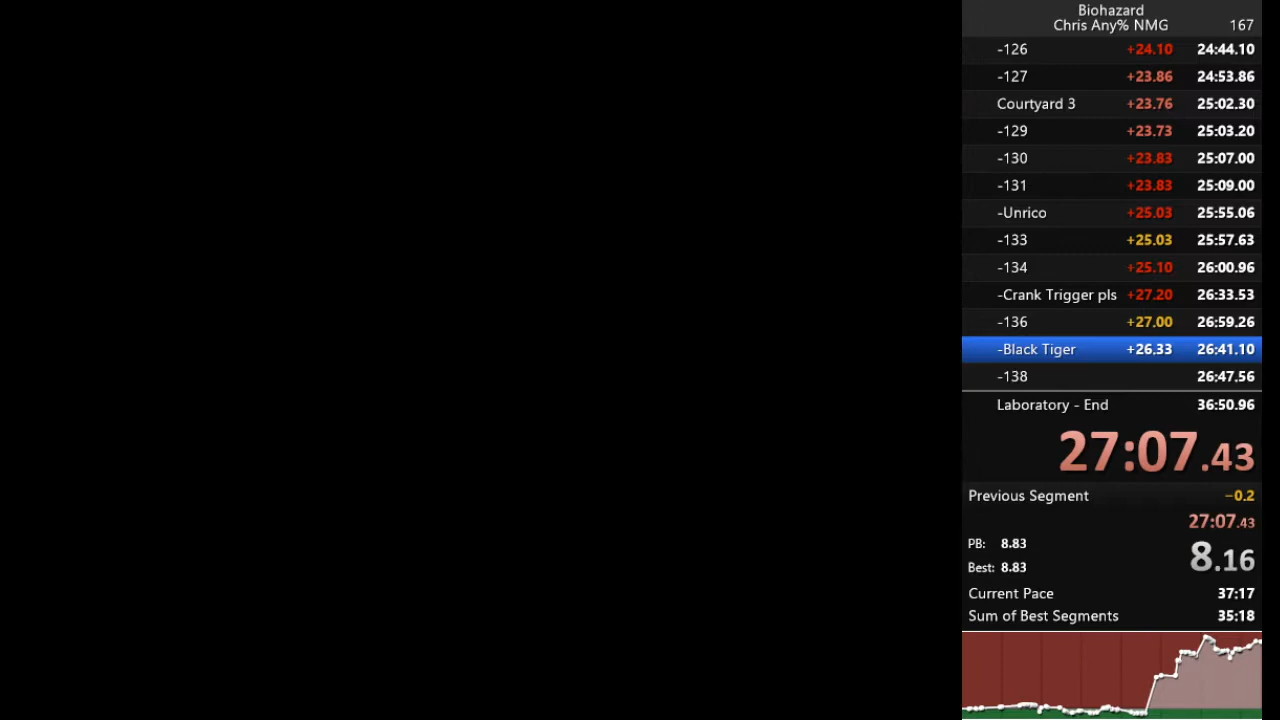 Biohazard
Chris Any% NMG 167
-126 +24.10 24:44.10
-127 +23.86 24:53.86
Courtyard 3 +23.76 25:02.30
-129 +23.73 25:03.20
-130 +23.83 25:07.00
-131 +23.83 25:09.00
-Unrico +25.03 25:55.06
-133 +25.03 25:57.63
-134 +25.10 26:00.96
-Crank Trigger pls +27.20 26:33.53
-136 +27.00 26:59.26
-Black Tiger +26.33 26:41.10
-138 26:47.56
Laboratory - End 36:50.96
27:07.43
Previous Segment -0.2
27:07.43
PB: 8.83
8.16
Best: 8.83
Current Pace 37:17
Sum of Best Segments 35:18